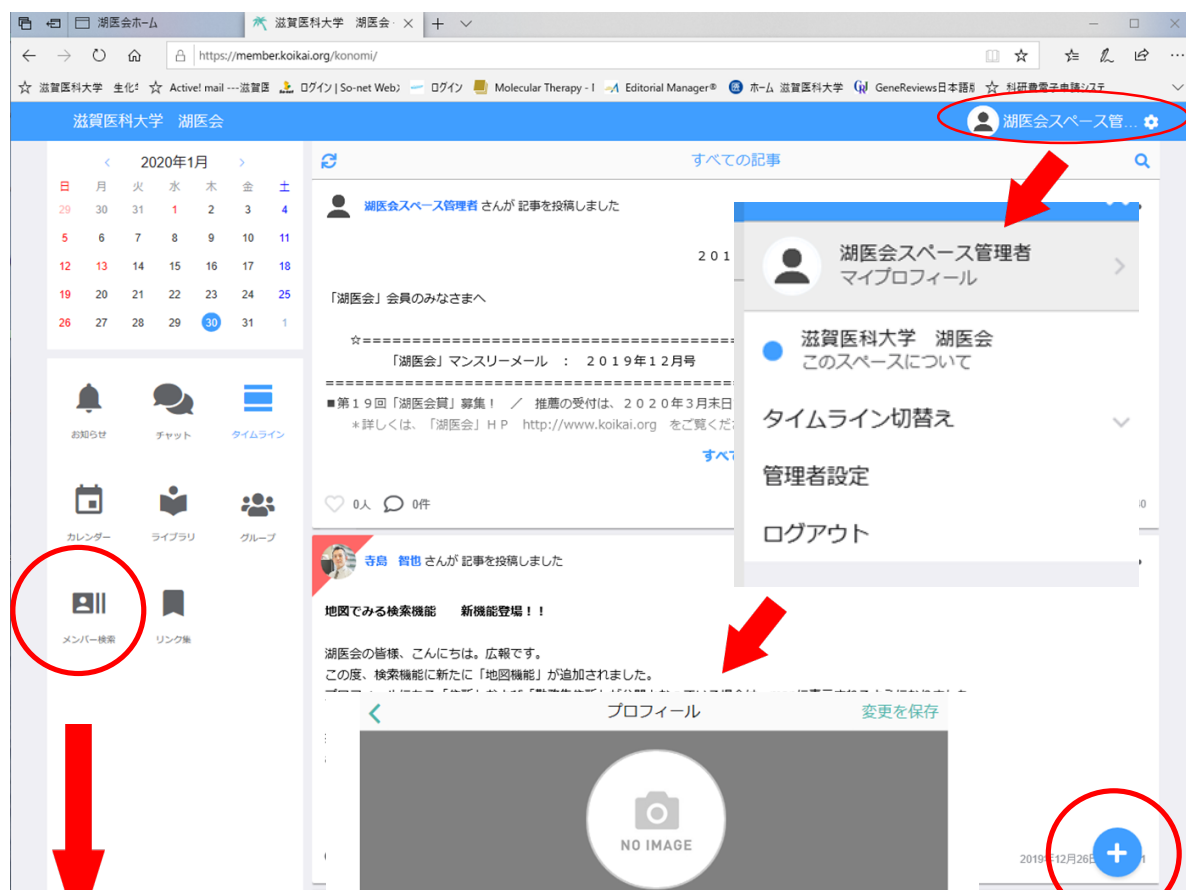 湖医会ホーム
滋賀医科大学 湖医会
https://member.koikai.org/konomi/
滋賀医科大学 生化
Active! mail ---滋賀医
ログイン | So-net Web
ログイン
Molecular Therapy -
Editorial Manager®
ホーム 滋賀医科大学
GeneReviews日本語版
科研費電子申請システ
滋賀医科大学 湖医会
湖医会スペース管...
2020年1月
日 月 火 水 木 金 土
29 30 31 1 2 3 4
5 6 7 8 9 10 11
12 13 14 15 16 17 18
19 20 21 22 23 24 25
26 27 28 29 30 31 1
お知らせ
チャット
タイムライン
カレンダー
ライブラリ
グループ
メンバー検索
リンク集
すべての記事
湖医会スペース管理者 さんが 記事を投稿しました
201
「湖医会」会員のみなさまへ
☆=====================================
「湖医会」マンスリーメール : 2019年12月号
=======================================
■第19回「湖医会賞」募集! / 推薦の受付は、2020年3月末日
*詳しくは、「湖医会」HP http://www.koikai.org をご覧くだ
すべ
0人 0件
湖医会スペース管理者
マイプロフィール
滋賀医科大学 湖医会
このスペースについて
タイムライン切替え
管理者設定
ログアウト
寺島 智也 さんが 記事を投稿しました
地図でみる検索機能 新機能登場!!
湖医会の皆様、こんにちは。広報です。
この度、検索機能に新たに「地図機能」が追加されました。
プロフィール
変更を保存
NO IMAGE
2019年12月26日